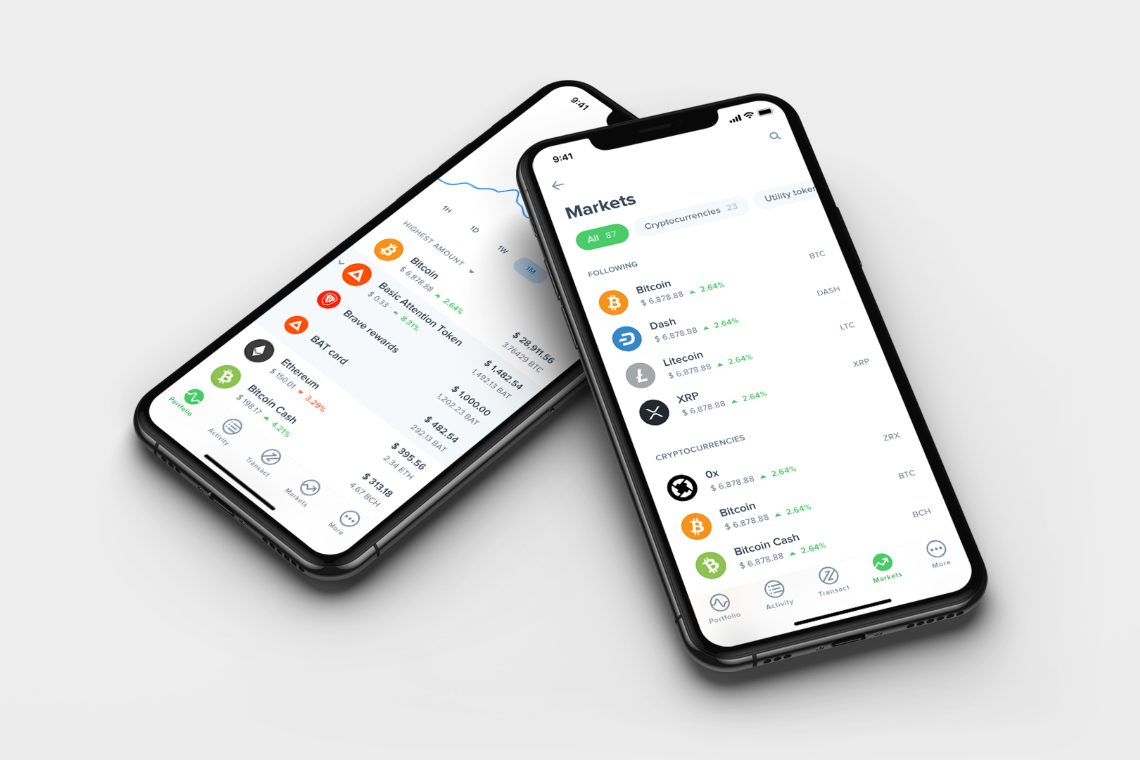 9:41
1H
1D
1W
1M
HIGHEST AMOUNT
Bitcoin
$ 6,878.88 2.64%
$ 28,911.56
3.76429 BTC
Basic Attention Token
$ 0.33 8.31%
$ 1,482.54
1,492.13 BAT
Brave rewards
$ 1,000.00
1,202.23 BAT
BAT card
$ 482.54
292.13 BAT
Ethereum
$ 150.01 3.29%
$ 395.56
2.34 ETH
Bitcoin Cash
$ 198.17 4.21%
$ 313.18
4.67 BCH
Portfolio
Activity
Transact
Markets
More
9:41
Markets
All 87
Cryptocurrencies 23
Utility token
FOLLOWING
Bitcoin
BTC
$ 6,878.88 2.64%
Dash
DASH
$ 6,878.88 2.64%
Litecoin
LTC
$ 6,878.88 2.64%
XRP
XRP
$ 6,878.88 2.64%
CRYPTOCURRENCIES
0x
ZRX
$ 6,878.88 2.64%
Bitcoin
BTC
$ 6,878.88 2.64%
Bitcoin Cash
BCH
$ 6,878.88 2.64%
Portfolio
Activity
Transact
Markets
More